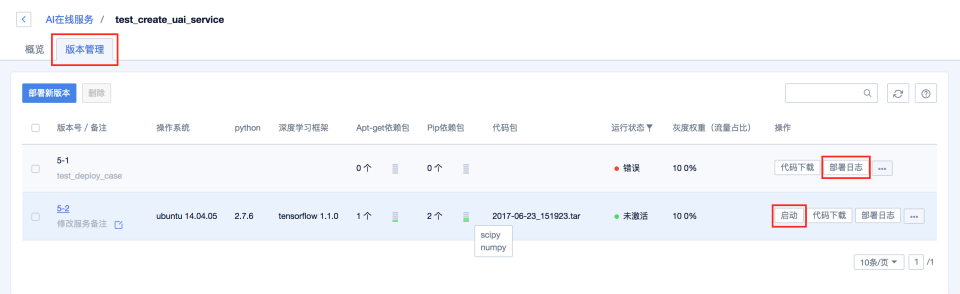 AI在线服务 / test_create_uai_service
概览 版本管理
部署新版本 删除
版本号 / 备注 操作系统 python 深度学习框架 Apt-get依赖包 Pip依赖包 代码包 运行状态 灰度权重（流量占比） 操作
5-1
test_deploy_case
0 个 0 个 错误 10 0% 代码下载 部署日志 •••
5-2
修改服务备注
ubuntu 14.04.05 2.7.6 tensorflow 1.1.0 1 个 2 个 2017-06-23_151923.tar 未激活 10 0% 启动 代码下载 部署日志 •••
scipy
numpy
10条/页 1 /1